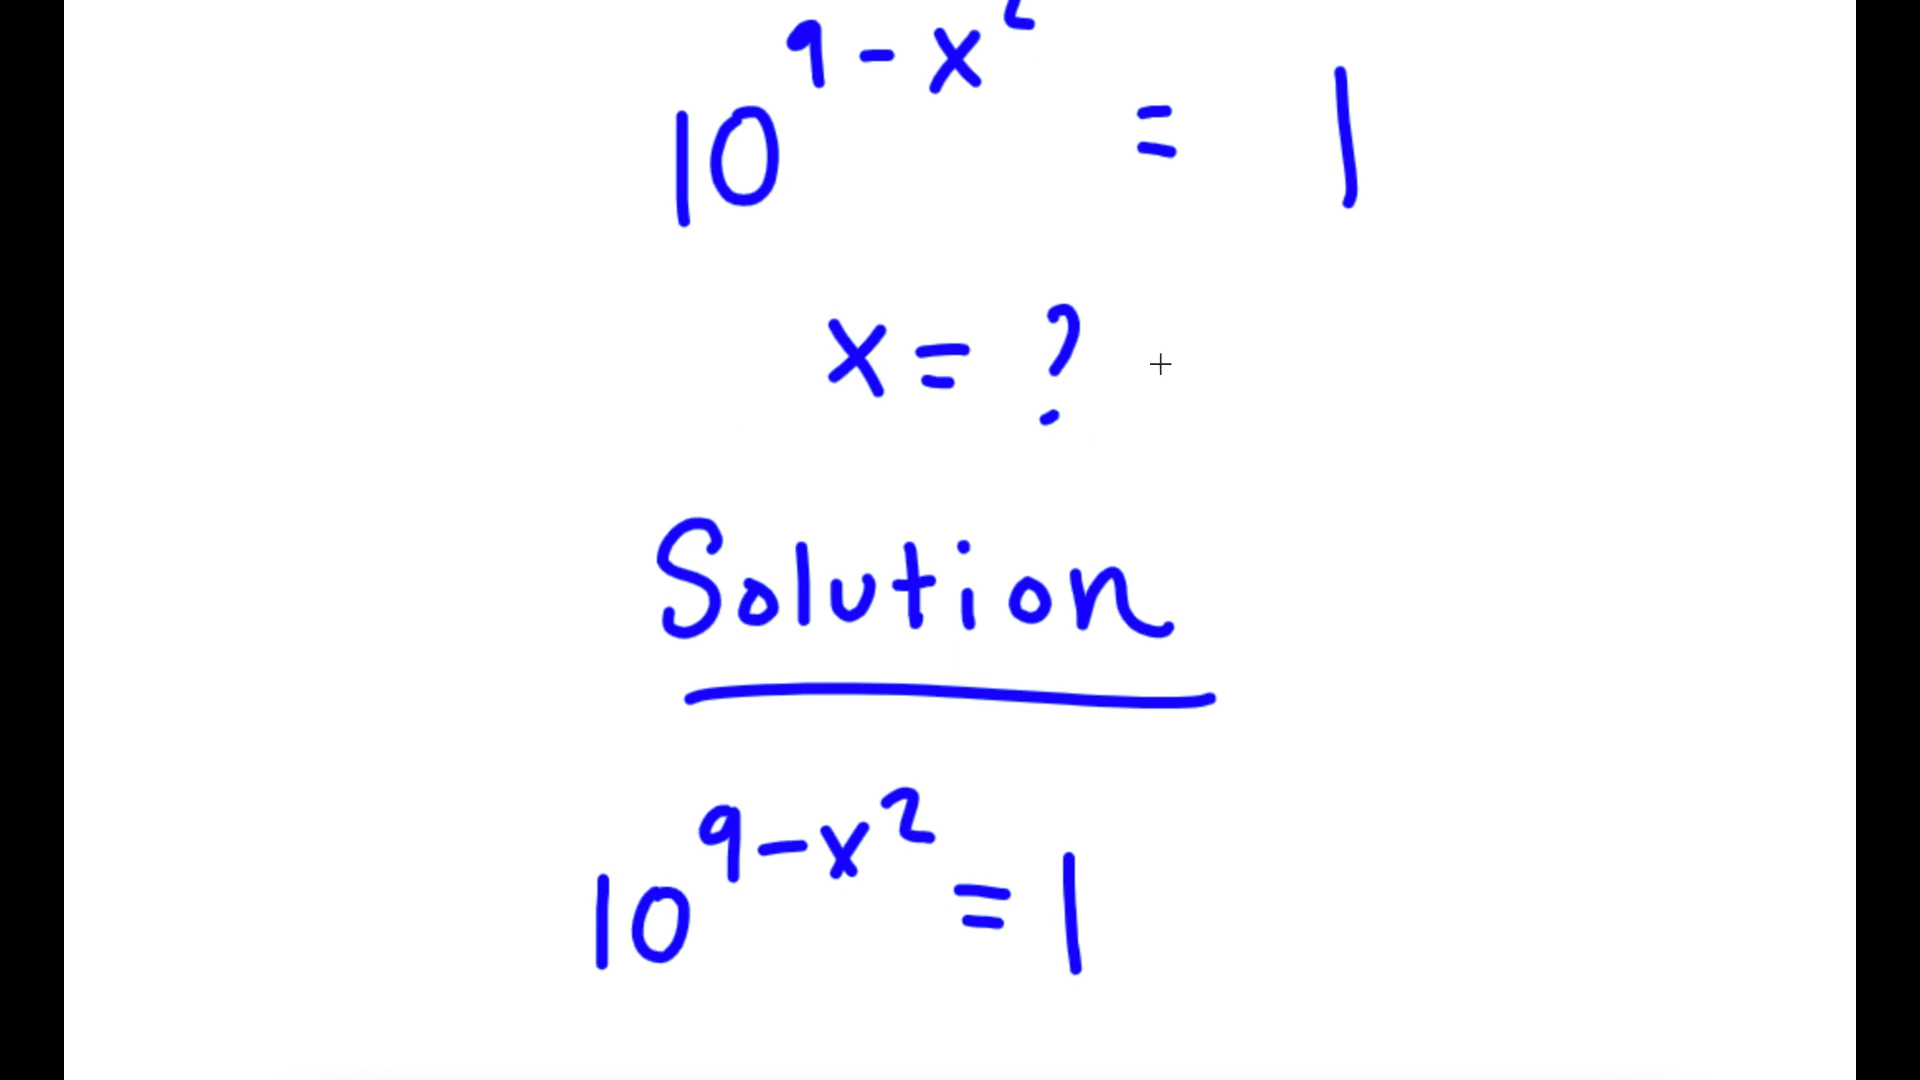 10^{9-x^2} = 1
x = ?
Solution
10^{9-x^2} = 1